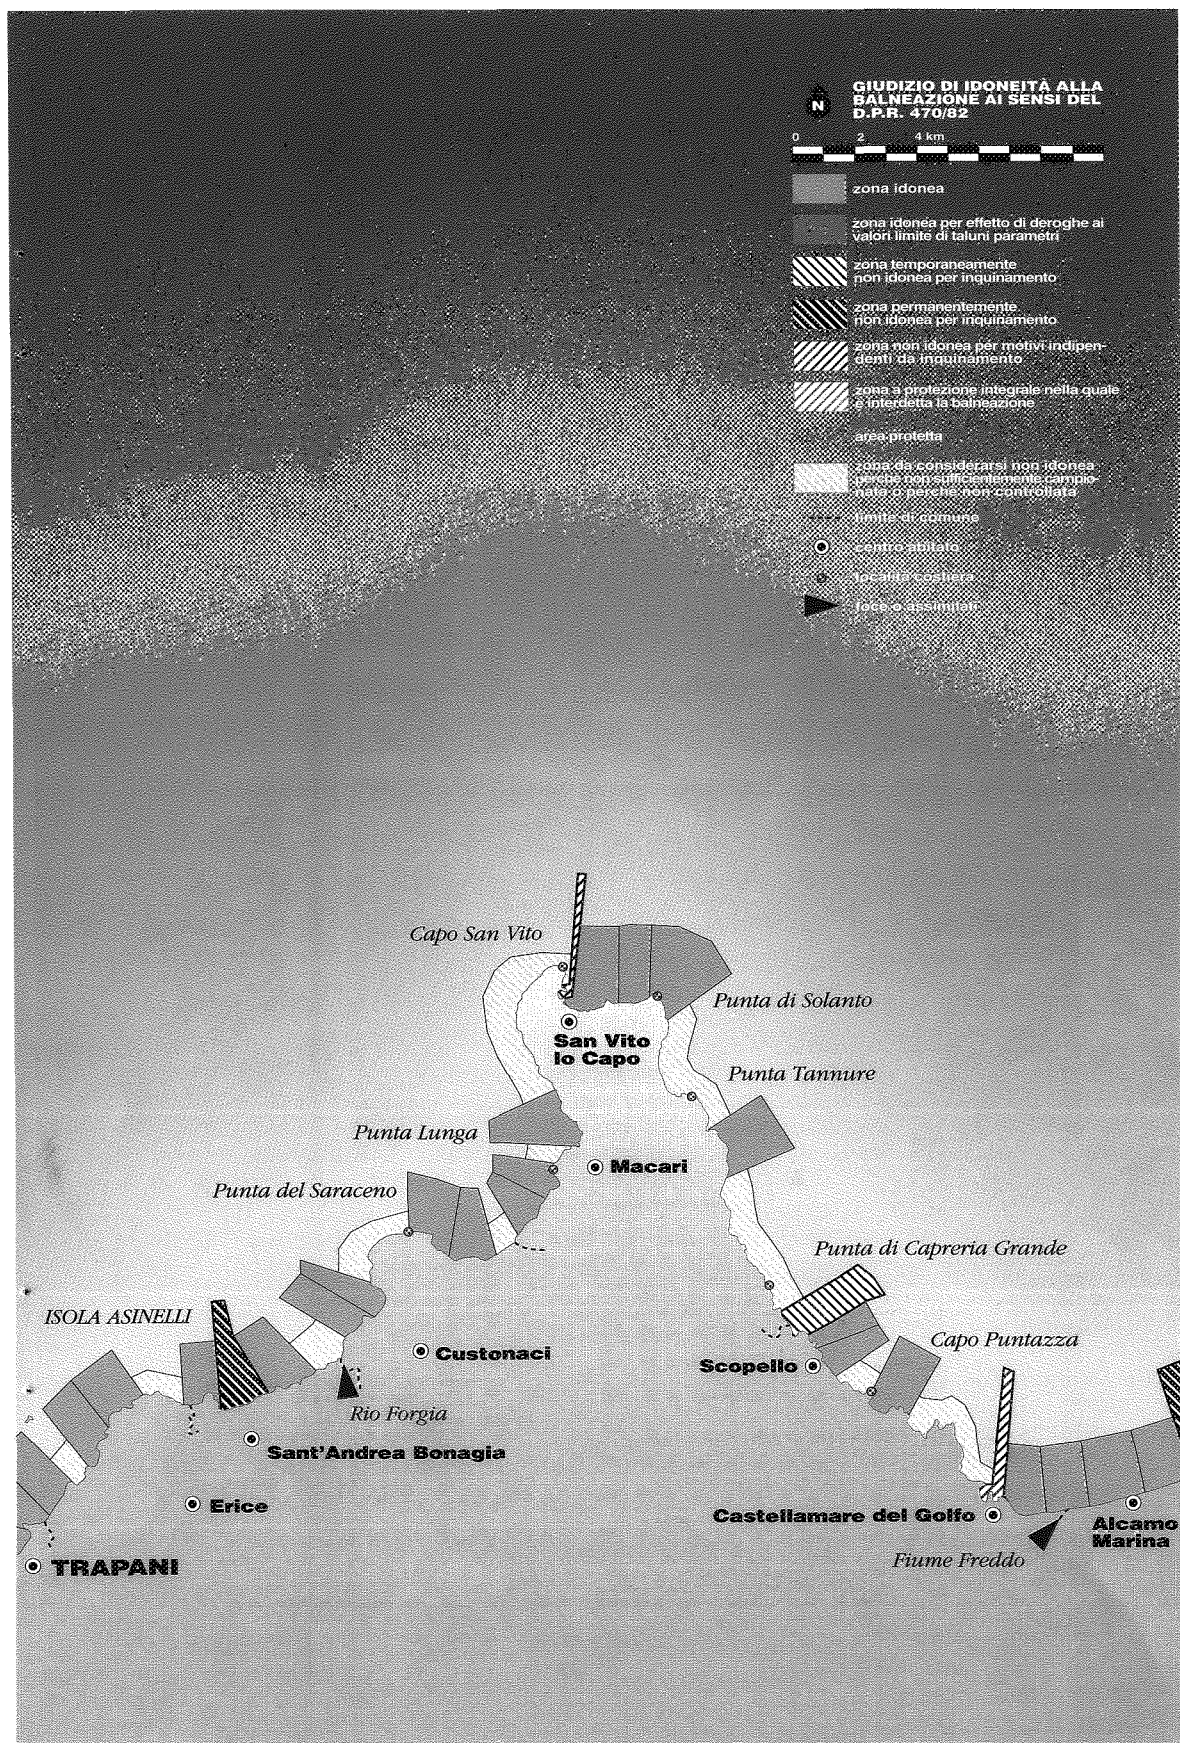 GIUDIZIO DI IDONEITÀ ALLA
BALNEAZIONE AI SENSI DEL
D.P.R. 470/82
N
0 2 4 km
zona idonea
zona idonea per effetto di deroghe ai
valori limite di taluni parametri
zona temporaneamente
non idonea per inquinamento
zona permanentemente
non idonea per inquinamento
zona non idonea per motivi indipen-
denti da inquinamento
zona a protezione integrale nella quale
è interdetta la balneazione
area protetta
zona da considerarsi non idonea
perchè non sufficientemente campio-
nata o perchè non controllata
limite di comune
centro abitato
località costiera
foce o assimilati
Capo San Vito
Punta di Solanto
San Vito
lo Capo
Punta Tannure
Punta Lunga
Macari
Punta del Saraceno
Punta di Capreria Grande
ISOLA ASINELLI
Capo Puntazza
Custonaci
Scopello
Rio Forgia
Sant'Andrea Bonagia
Erice
Castellamare del Golfo
Alcamo
Marina
Fiume Freddo
TRAPANI